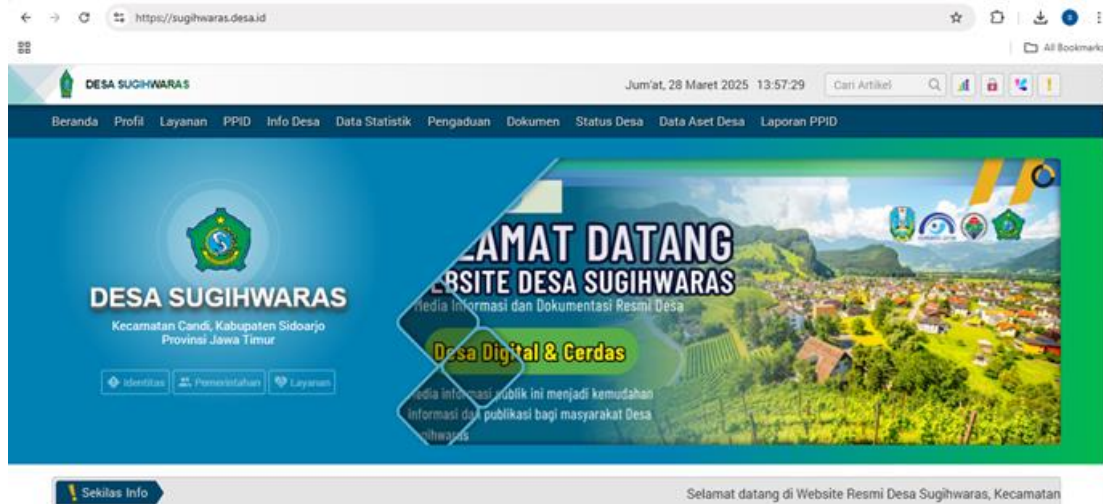 https://sugihwaras.desa.id
All Bookmarks
DESA SUGIHWARAS
Jum'at, 28 Maret 2025 13:57:29
Cari Artikel
Beranda Profil Layanan PPID Info Desa Data Statistik Pengaduan Dokumen Status Desa Data Aset Desa Laporan PPID
DESA SUGIHWARAS
Kecamatan Candi, Kabupaten Sidoarjo
Provinsi Jawa Timur
Identitas Pemerintahan Layanan
LAMAT DATANG
EBSITE DESA SUGIHWARAS
Media Informasi dan Dokumentasi Resmi Desa
Desa Digital & Cerdas
edia informasi publik ini menjadi kemudahan
informasi dan publikasi bagi masyarakat Desa
gihwaras
Sekilas Info
Selamat datang di Website Resmi Desa Sugihwaras, Kecamatan